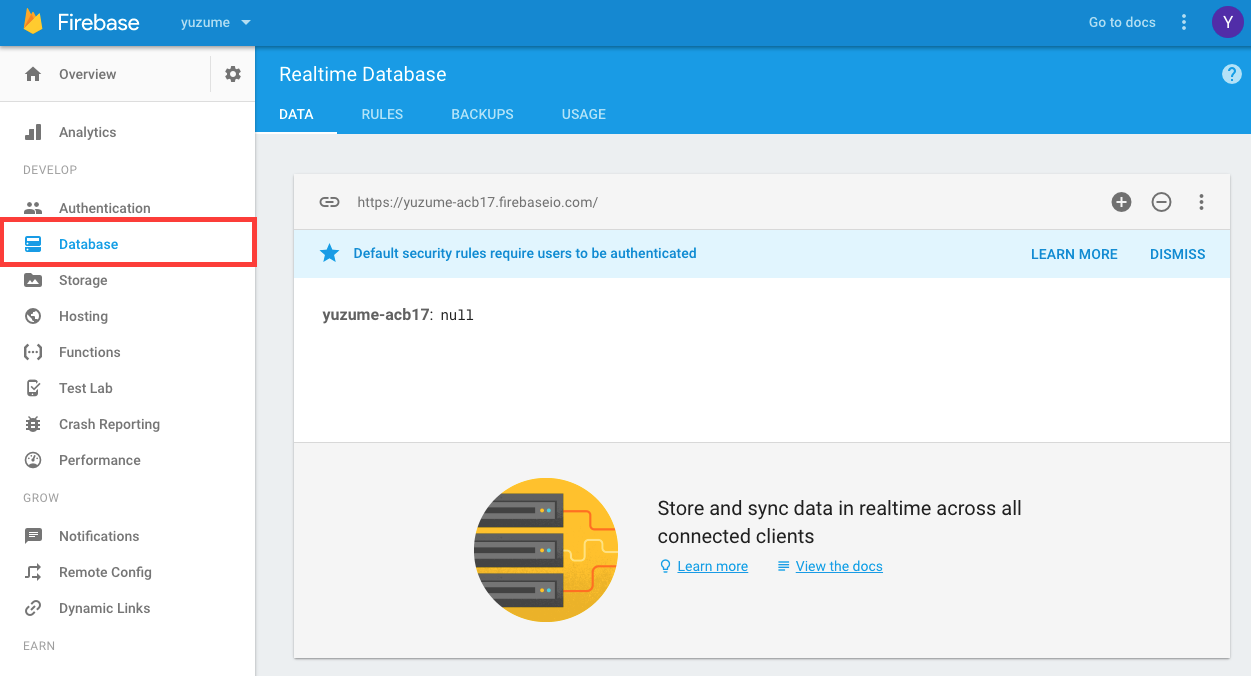 Firebase
yuzume
Go to docs
Y
Overview
Realtime Database
?
DATA
RULES
BACKUPS
USAGE
Analytics
DEVELOP
Authentication
Database
Storage
Hosting
Functions
Test Lab
Crash Reporting
Performance
GROW
Notifications
Remote Config
Dynamic Links
EARN
https://yuzume-acb17.firebaseio.com/
Default security rules require users to be authenticated
LEARN MORE
DISMISS
yuzume-acb17: null
Store and sync data in realtime across all
connected clients
Learn more
View the docs